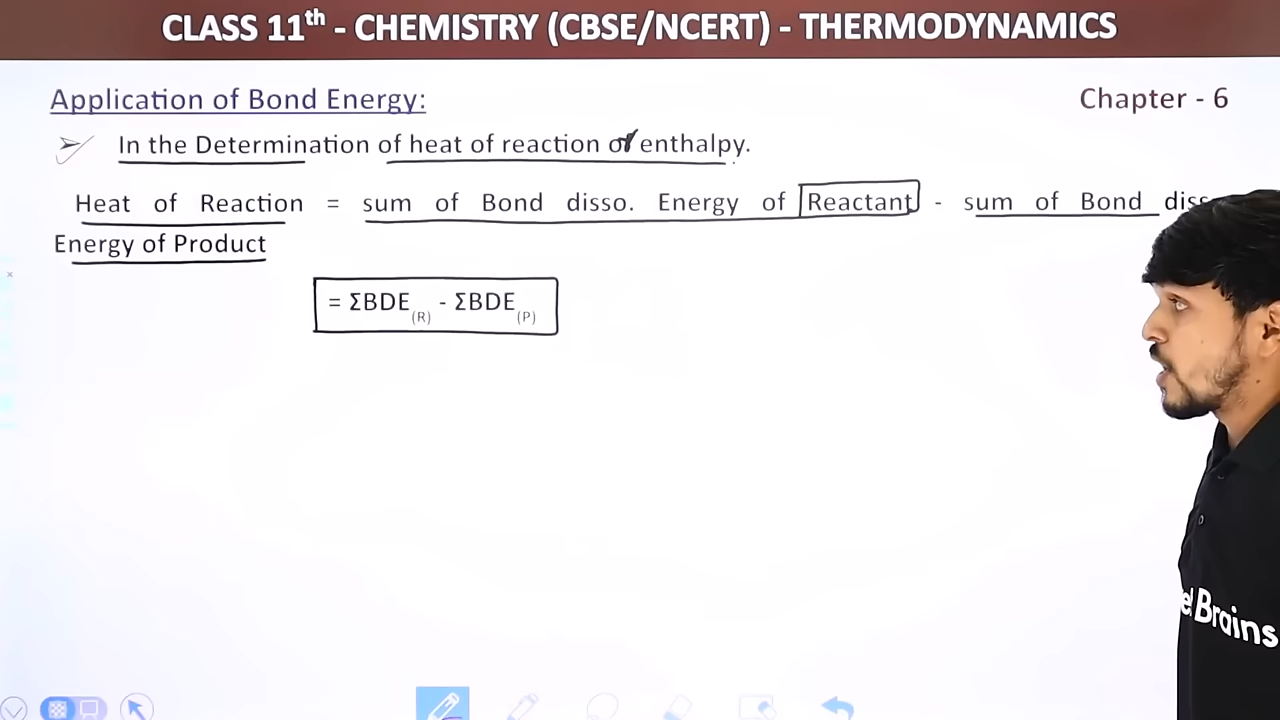 CLASS 11th - CHEMISTRY (CBSE/NCERT) - THERMODYNAMICS
Application of Bond Energy:
Chapter - 6
➢ In the Determination of heat of reaction or enthalpy.
Heat of Reaction = sum of Bond disso. Energy of Reactant - sum of Bond
Energy of Product
= ΣBDE(R) - ΣBDE(P)
Brains